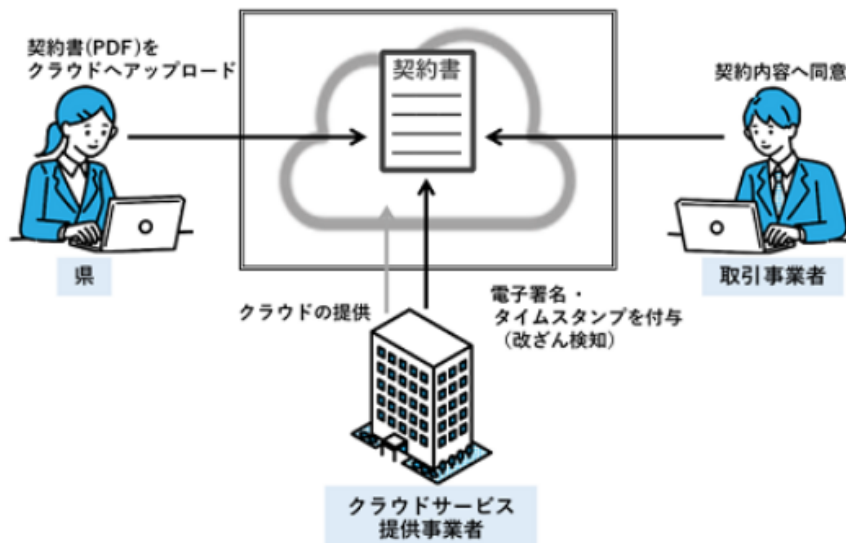 契約書(PDF)を
クラウドへアップロード
契約書
契約内容へ同意
県
取引事業者
クラウドの提供
電子署名・
タイムスタンプを付与
(改ざん検知)
クラウドサービス
提供事業者